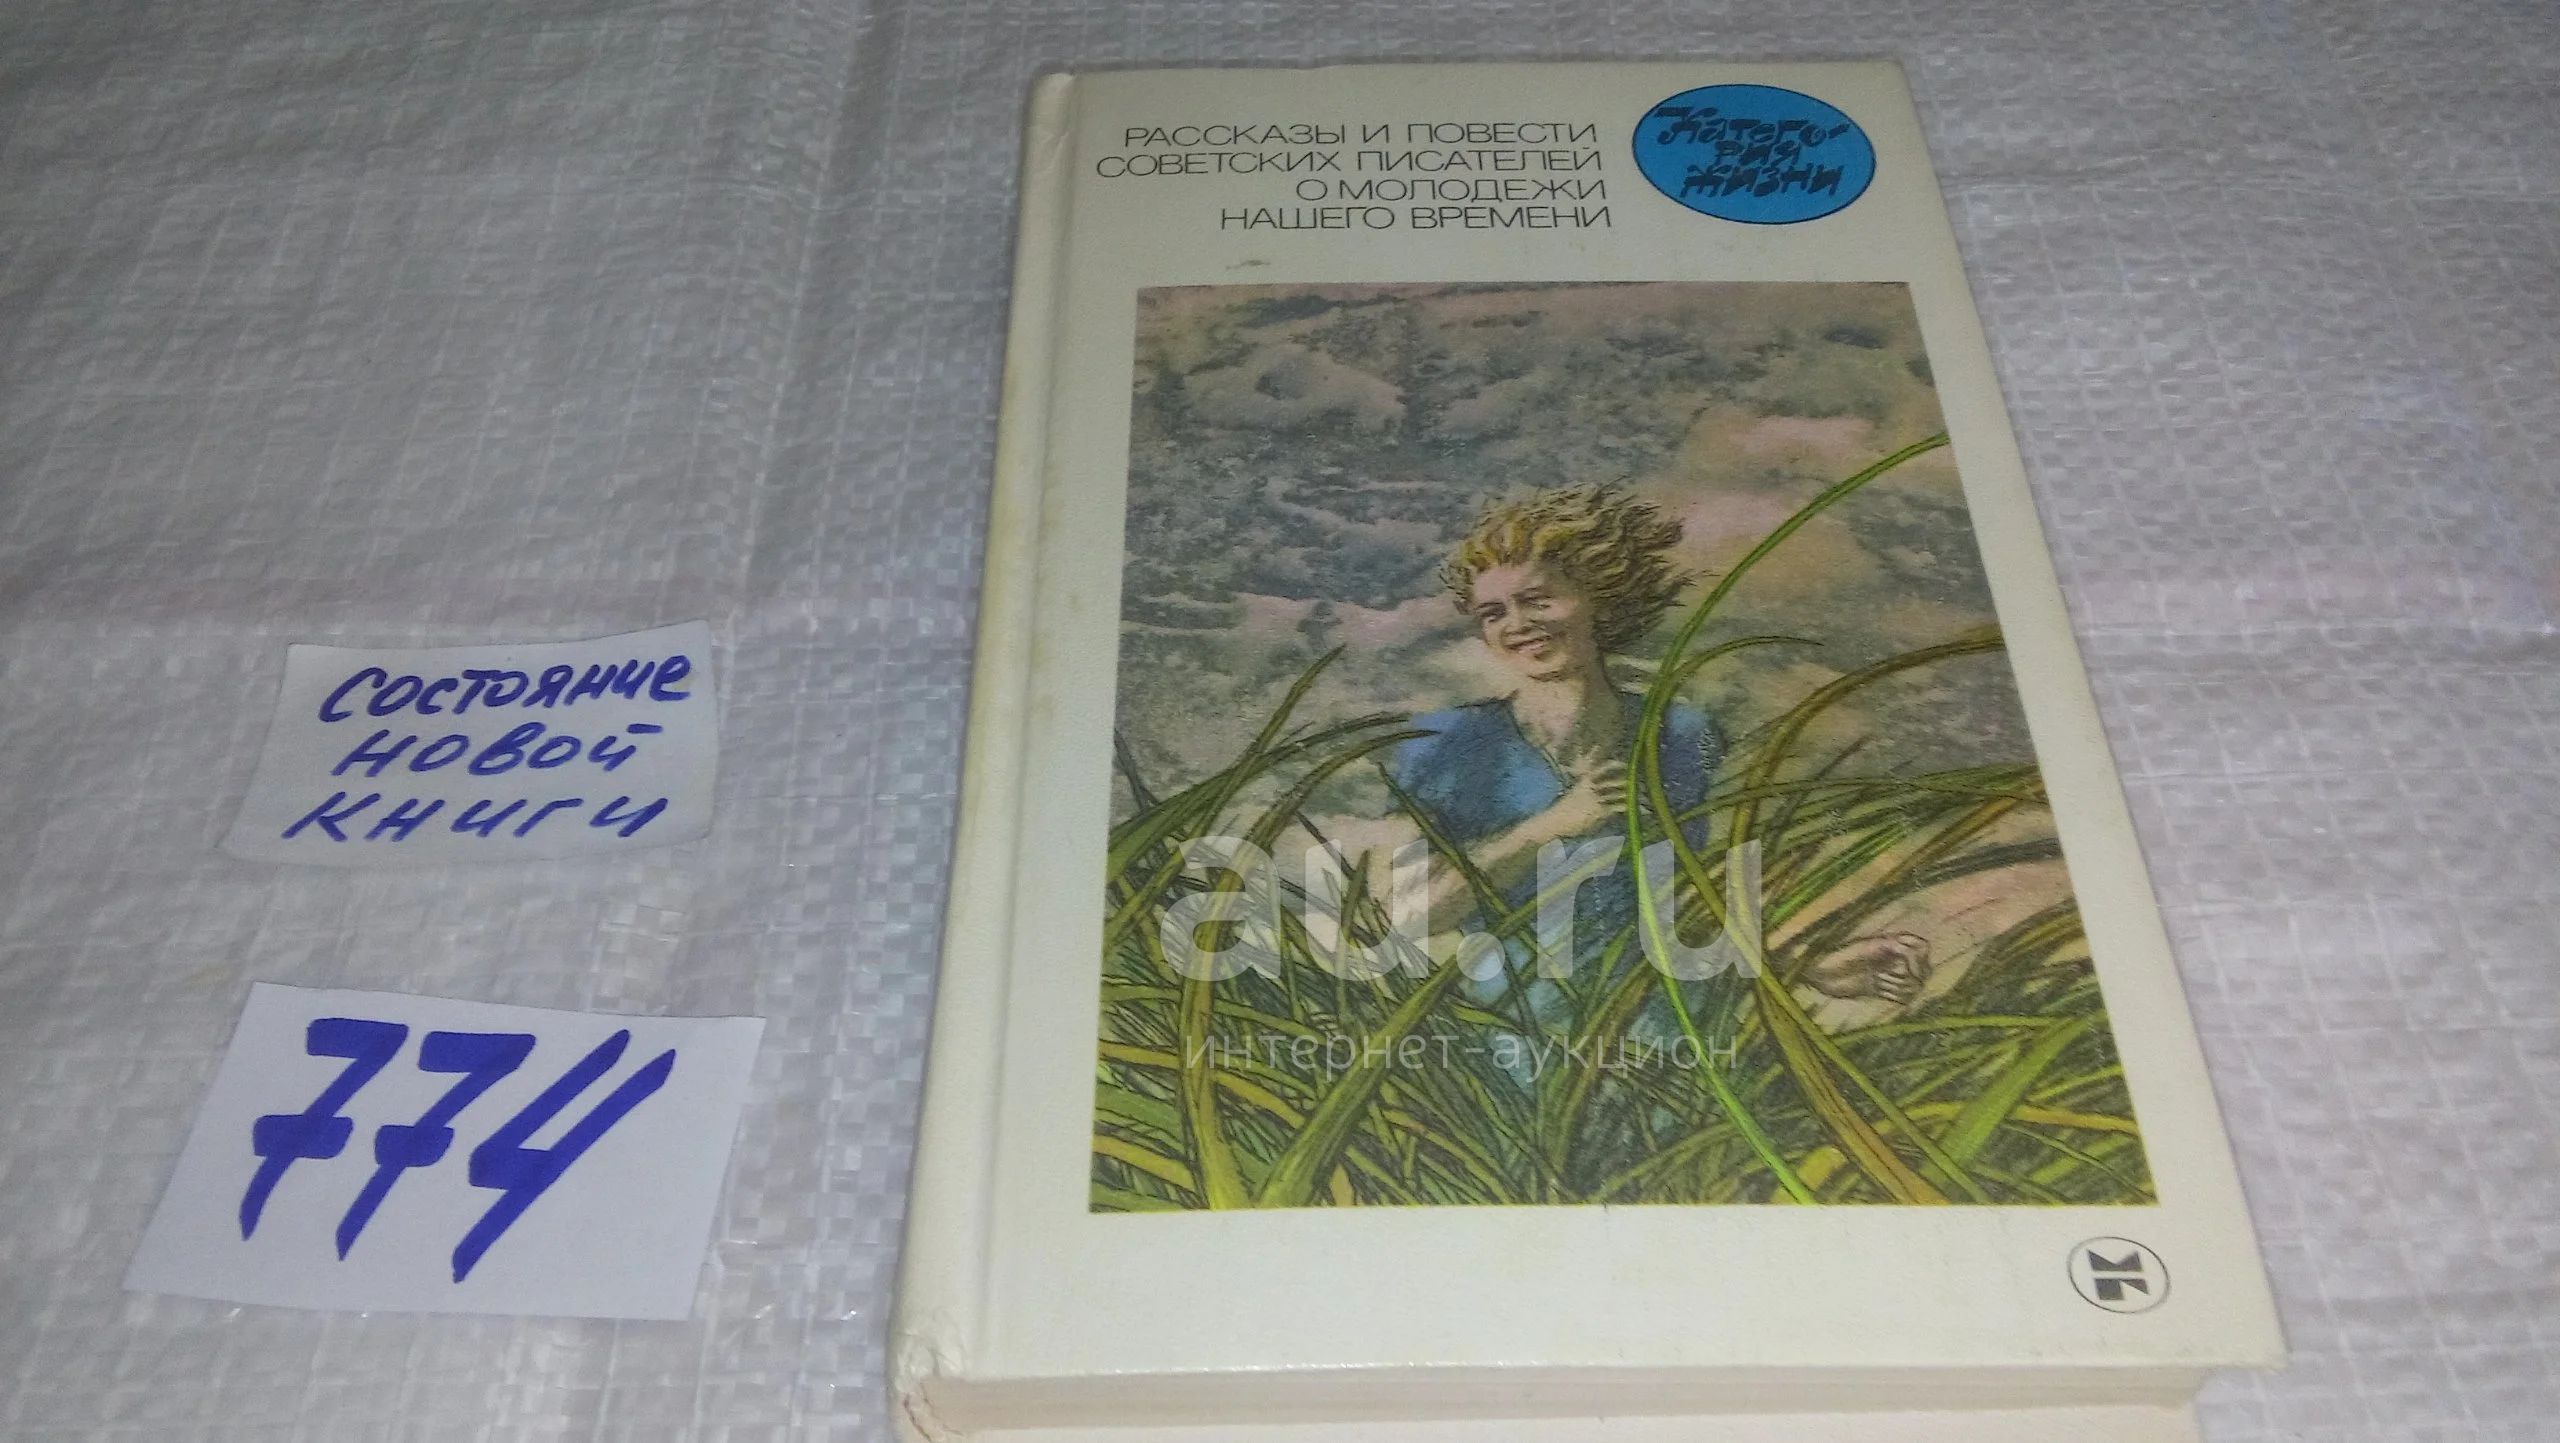 РАССКАЗЫ И ПОВЕСТИ
СОВЕТСКИХ ПИСАТЕЛЕЙ
О МОЛОДЕЖИ
НАШЕГО ВРЕМЕНИ
Катего-
рия
жизни
состояние
новой
книги
774
au.ru
интернет-аукцион